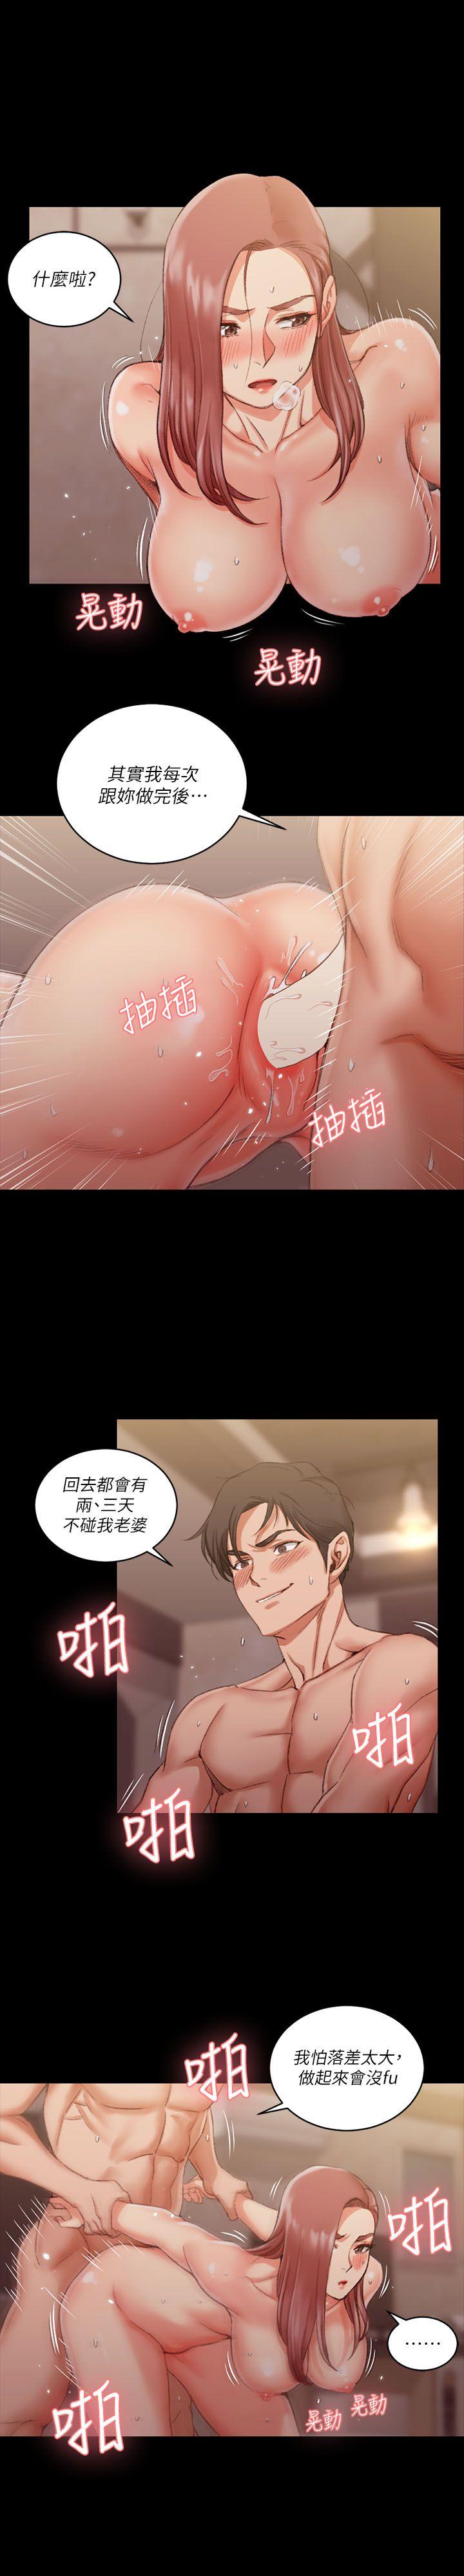 什麼啦?
晃動
晃動
其實我每次
跟妳做完後…
抽插
抽插
回去都會有
兩、三天
不碰我老婆
啪
啪
啪
啪
我怕落差太大,
做起來會沒fu
啪
……
晃動
晃動
啪